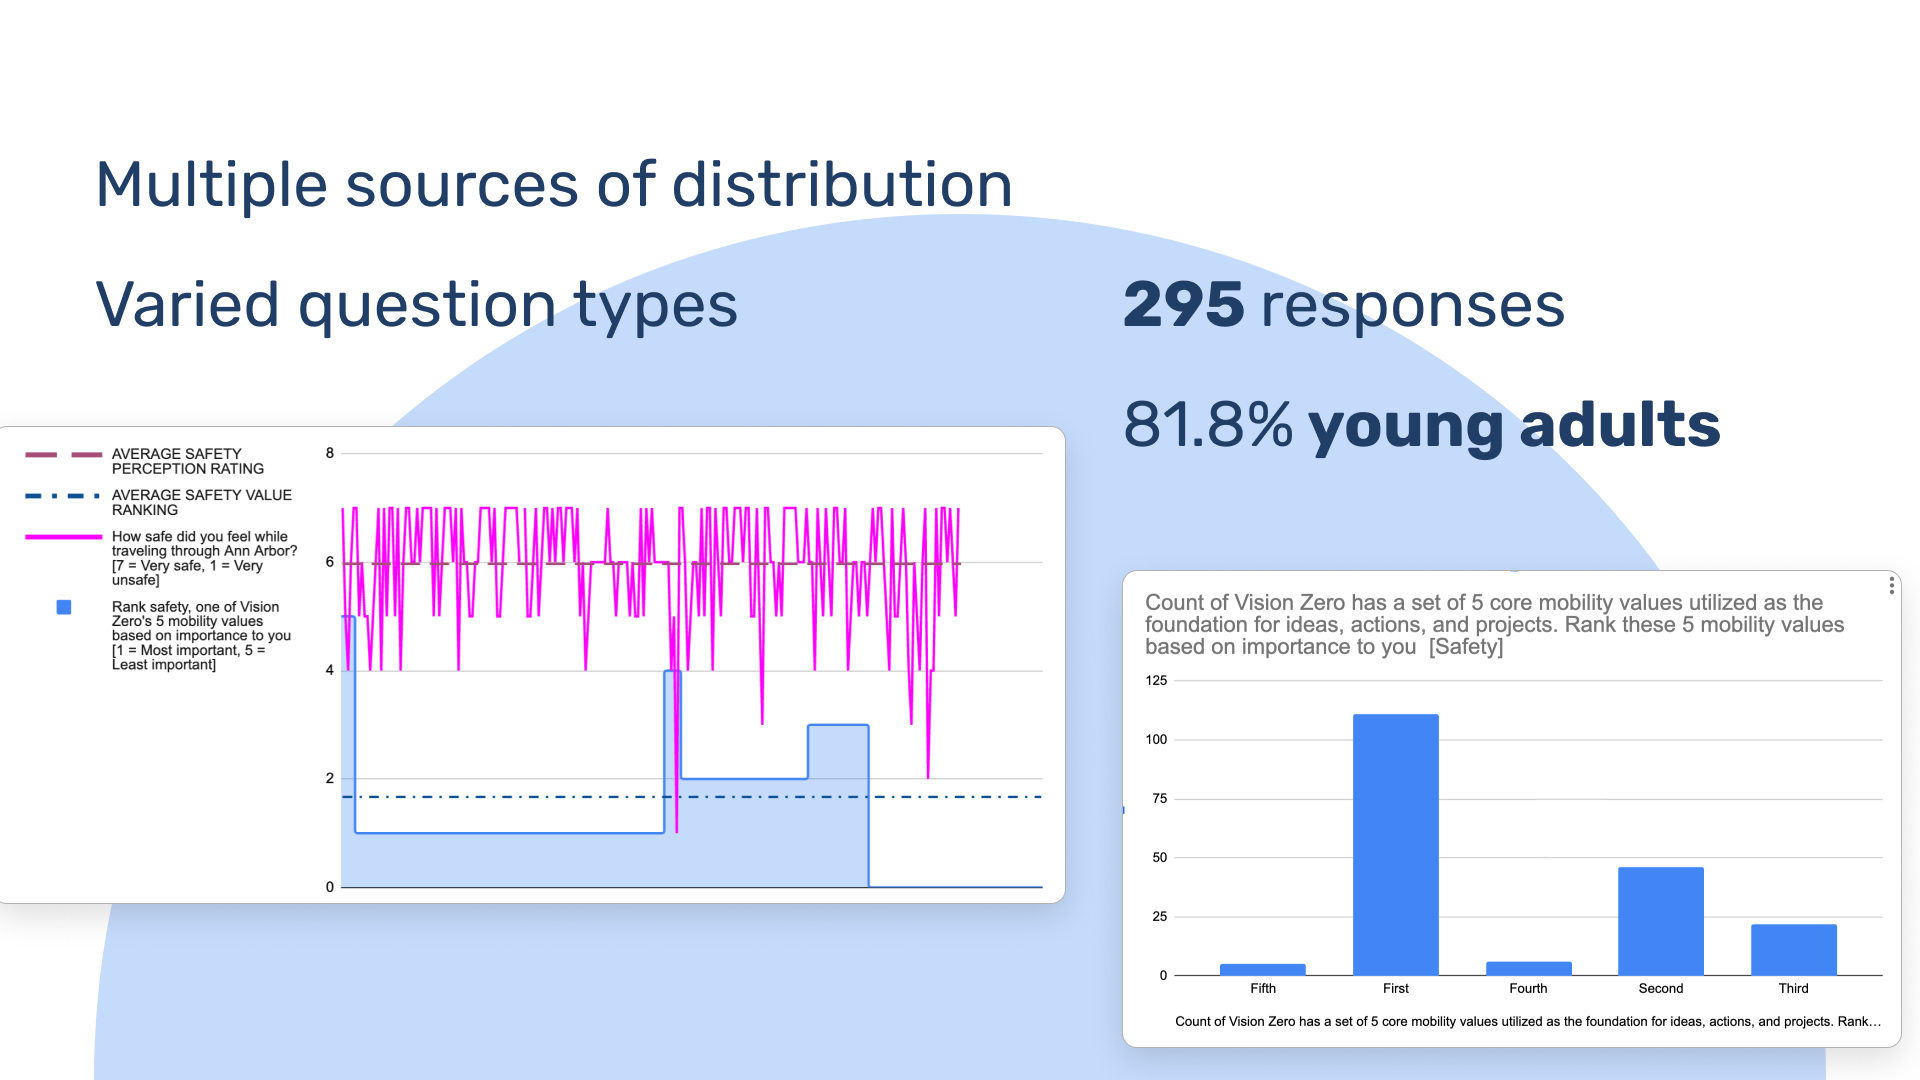 Multiple sources of distribution
Varied question types
295 responses
81.8% young adults
AVERAGE SAFETY
PERCEPTION RATING
AVERAGE SAFETY VALUE
RANKING
How safe did you feel while
traveling through Ann Arbor?
[7 = Very safe, 1 = Very
unsafe]
Rank safety, one of Vision
Zero's 5 mobility values
based on importance to you
[1 = Most important, 5 =
Least important]
8
6
4
2
0
Count of Vision Zero has a set of 5 core mobility values utilized as the
foundation for ideas, actions, and projects. Rank these 5 mobility values
based on importance to you [Safety]
125
100
75
50
25
0
Fifth First Fourth Second Third
Count of Vision Zero has a set of 5 core mobility values utilized as the foundation for ideas, actions, and projects. Rank…